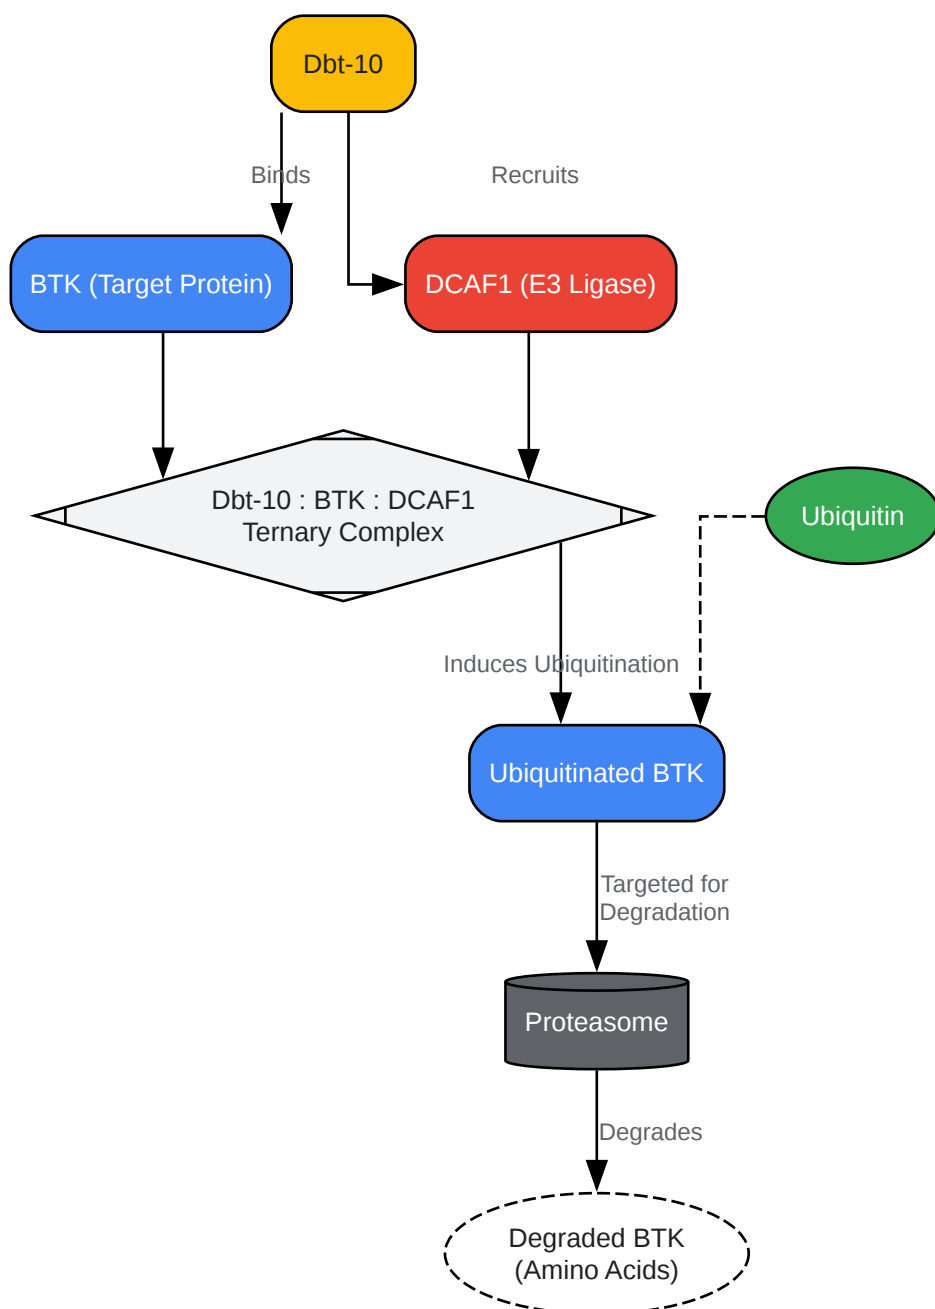 Dbt-10
Binds
Recruits
BTK (Target Protein)
DCAF1 (E3 Ligase)
Dbt-10 : BTK : DCAF1
Ternary Complex
Ubiquitin
Induces Ubiquitination
Ubiquitinated BTK
Targeted for
Degradation
Proteasome
Degrades
Degraded BTK
(Amino Acids)